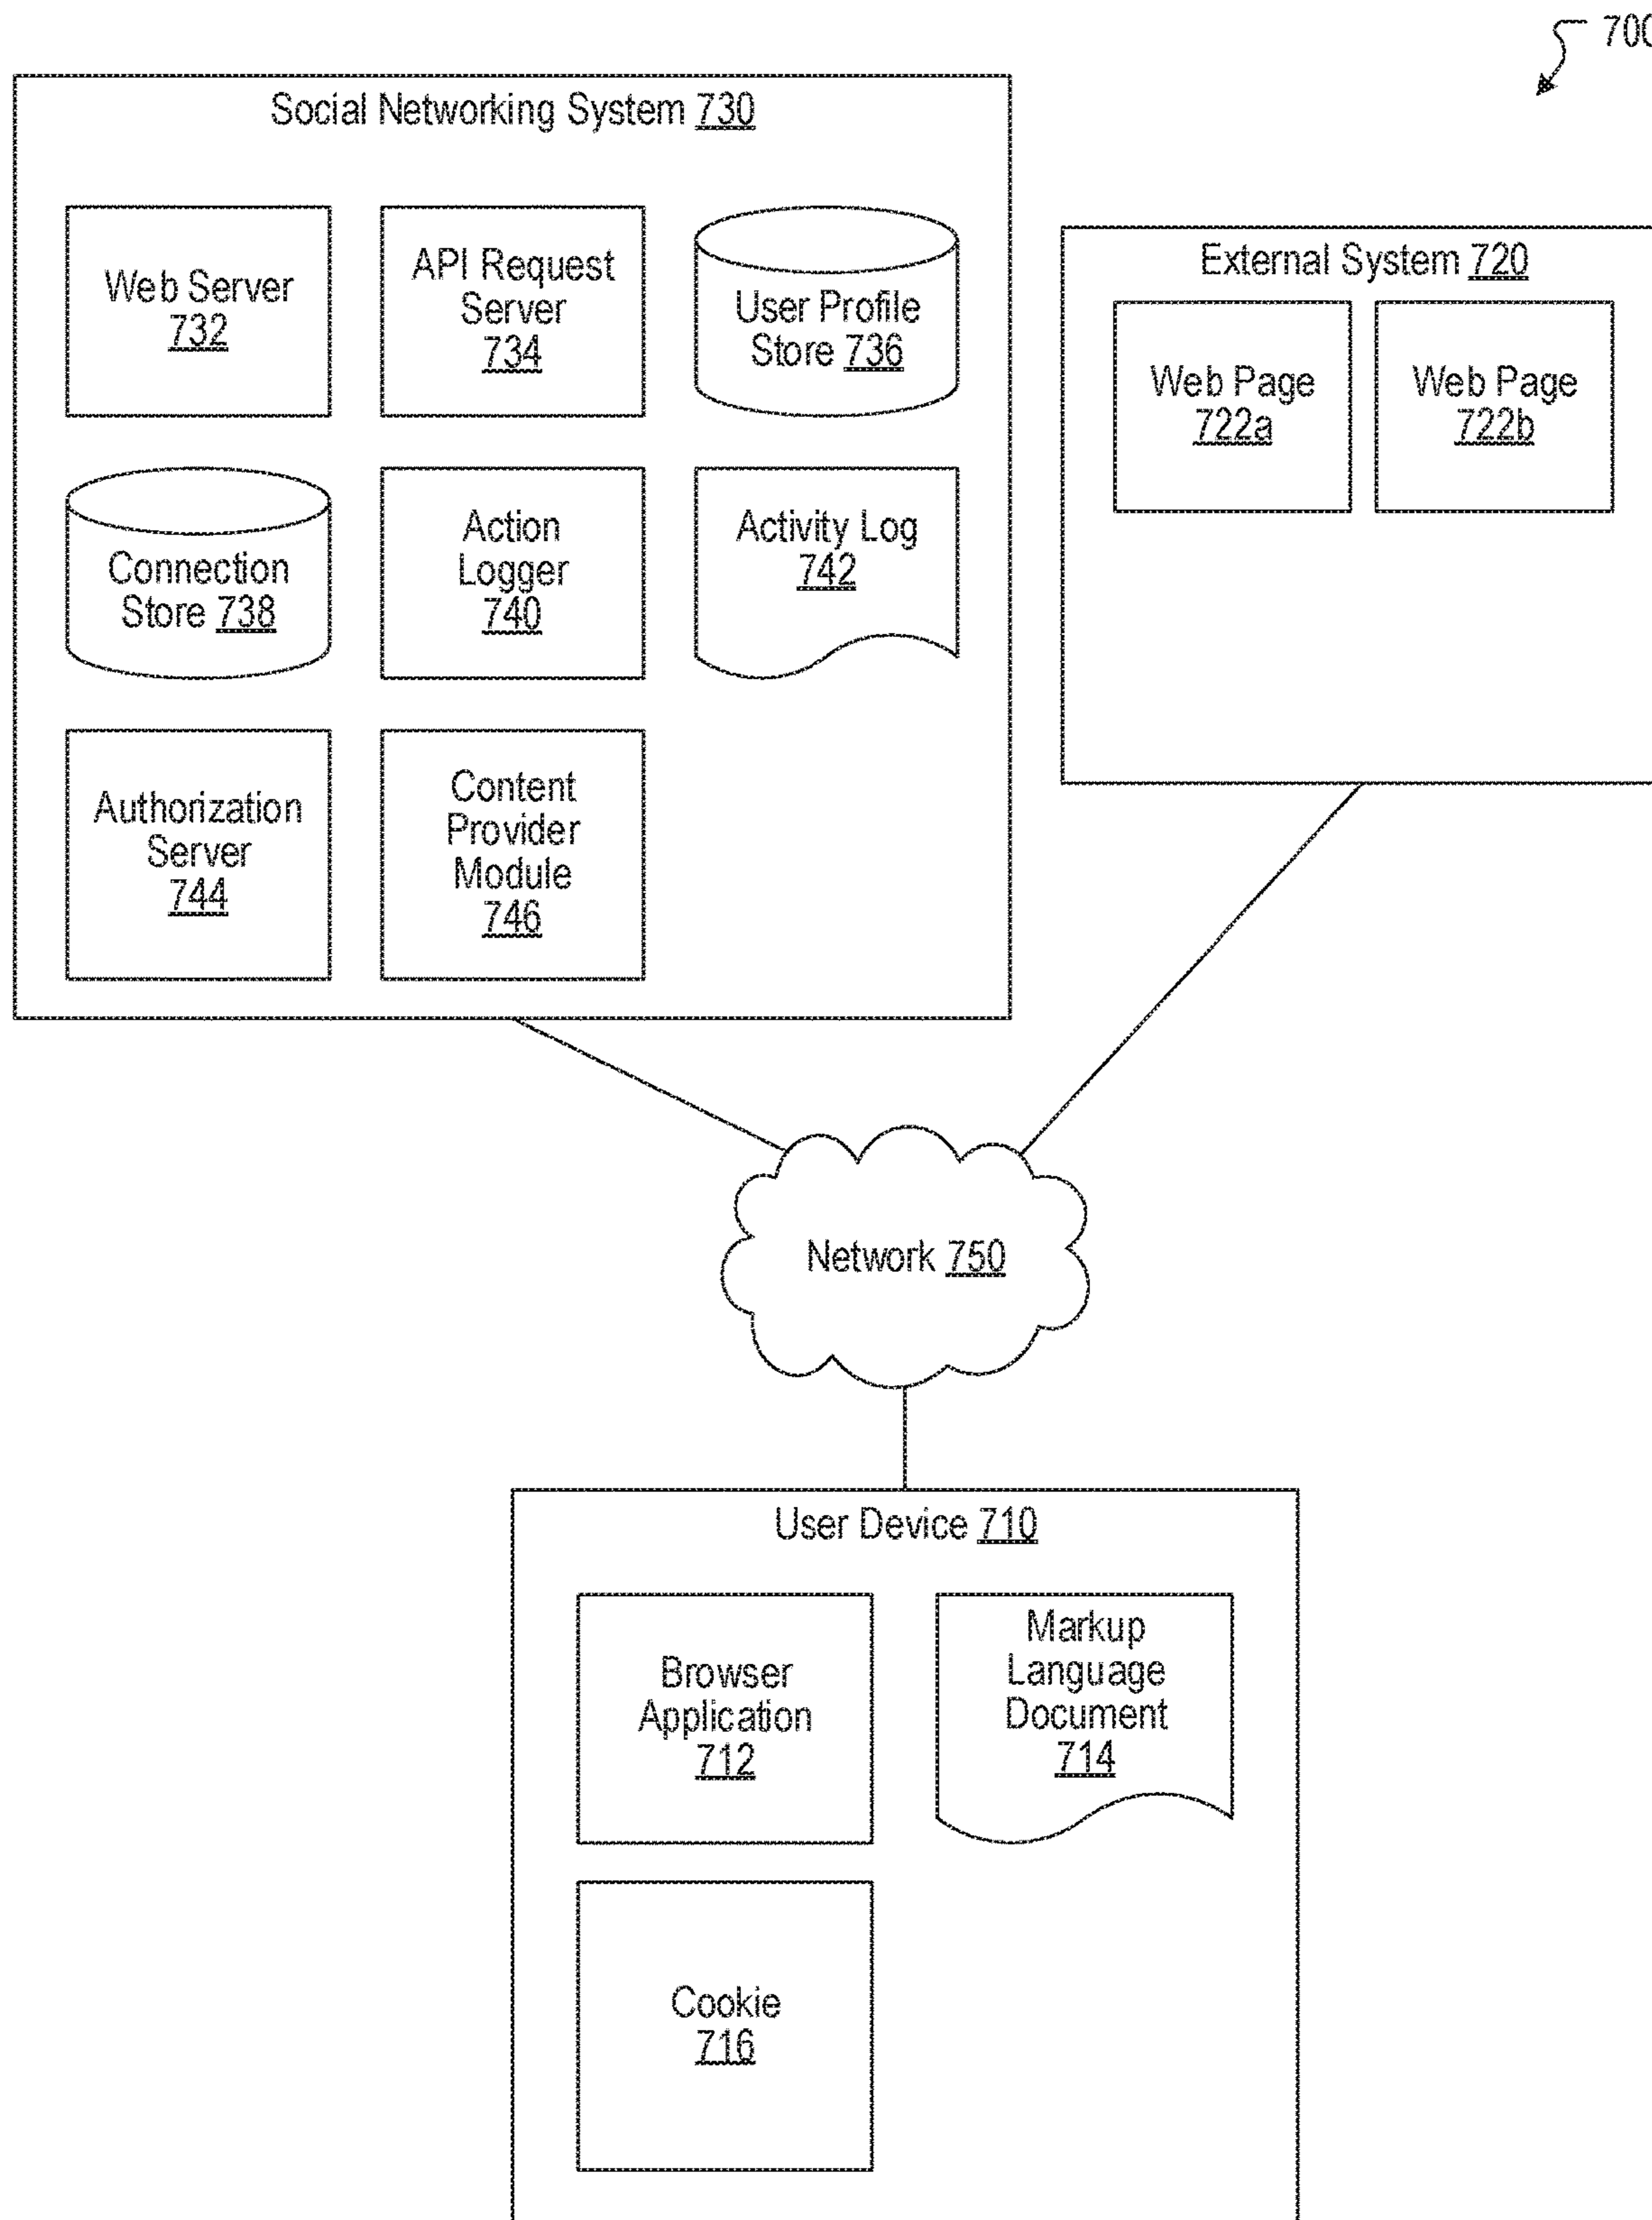 700
Social Networking System 730
Web Server
732
API Request
Server
734
User Profile
Store 736
Connection
Store 738
Action
Logger
740
Activity Log
742
Authorization
Server
744
Content
Provider
Module
746
External System 720
Web Page
722a
Web Page
722b
Network 750
User Device 710
Browser
Application
712
Markup
Language
Document
714
Cookie
716